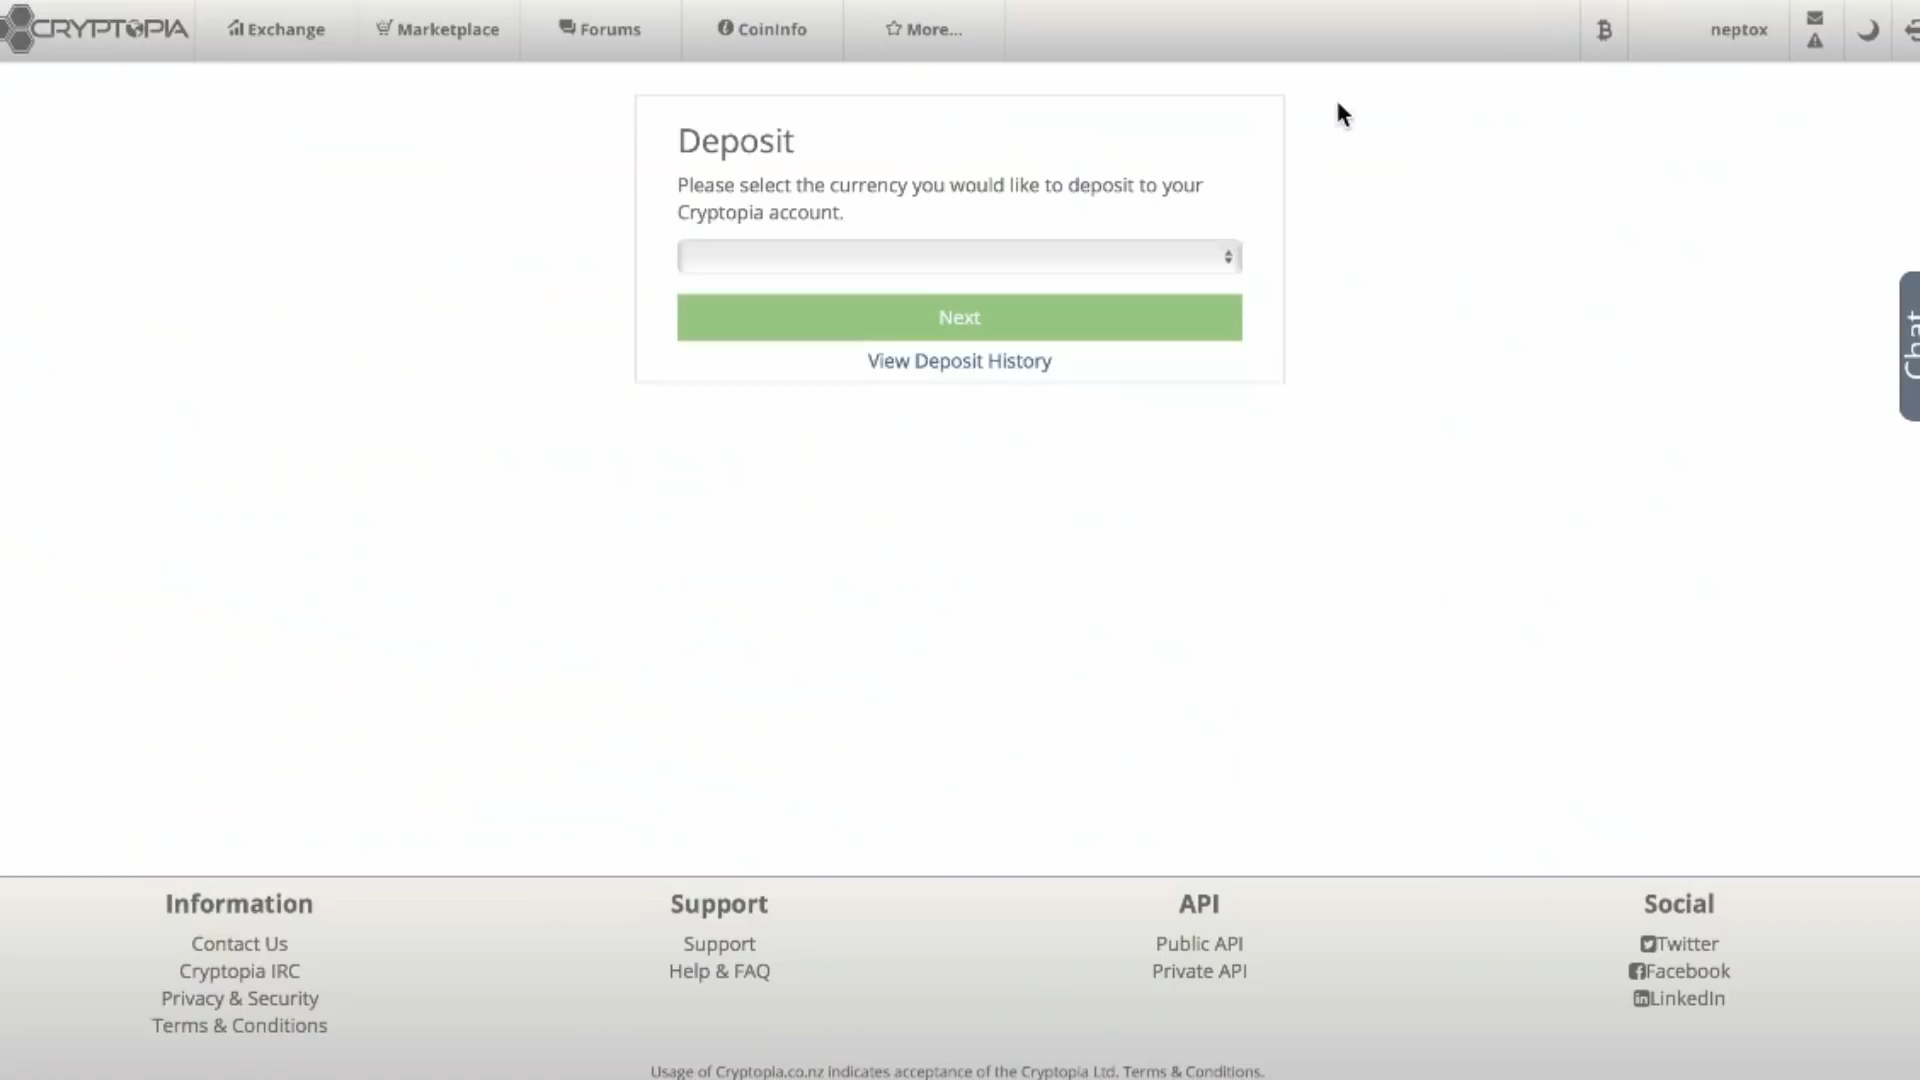 CRYPTOPIA
Exchange
Marketplace
Forums
CoinInfo
More...
neptox
Deposit
Please select the currency you would like to deposit to your
Cryptopia account.
Next
View Deposit History
Chat
Information
Contact Us
Cryptopia IRC
Privacy & Security
Terms & Conditions
Support
Support
Help & FAQ
API
Public API
Private API
Social
Twitter
Facebook
LinkedIn
Usage of Cryptopia.co.nz indicates acceptance of the Cryptopia Ltd. Terms & Conditions.